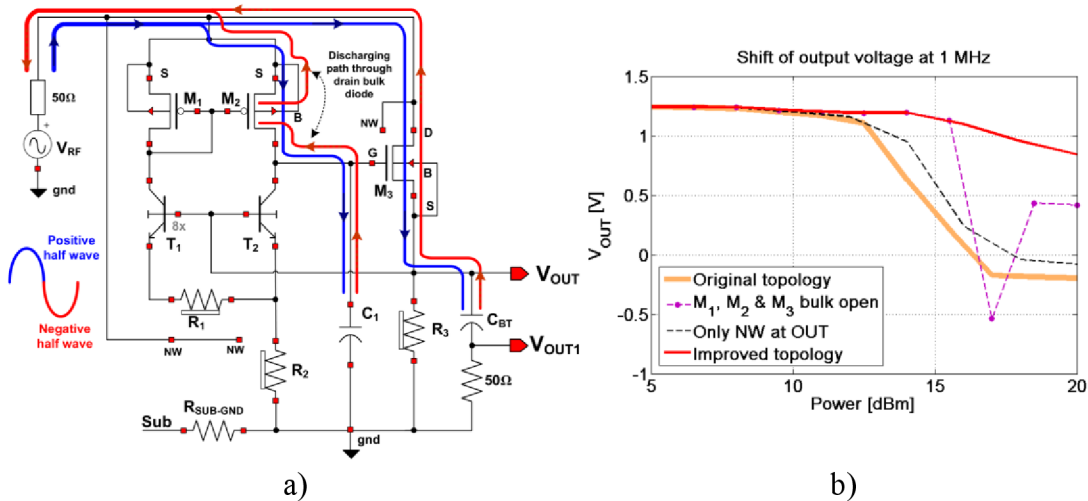 S
S
Discharging
path through
drain bulk
diode
50Ω
M1
M2
B
NW
D
+
VRF
G
B
M3
gnd
S
8x
T1
T2
Positive
half wave
Negative
half wave
VOUT
R1
C1
R3
CBT
VOUT1
NW
NW
R2
50Ω
Sub
RSUB-GND
gnd
a)
Shift of output voltage at 1 MHz
1.5
1
0.5
0
-0.5
-1
VOUT [V]
Original topology
M1, M2 & M3 bulk open
Only NW at OUT
Improved topology
5
10
15
20
Power [dBm]
b)